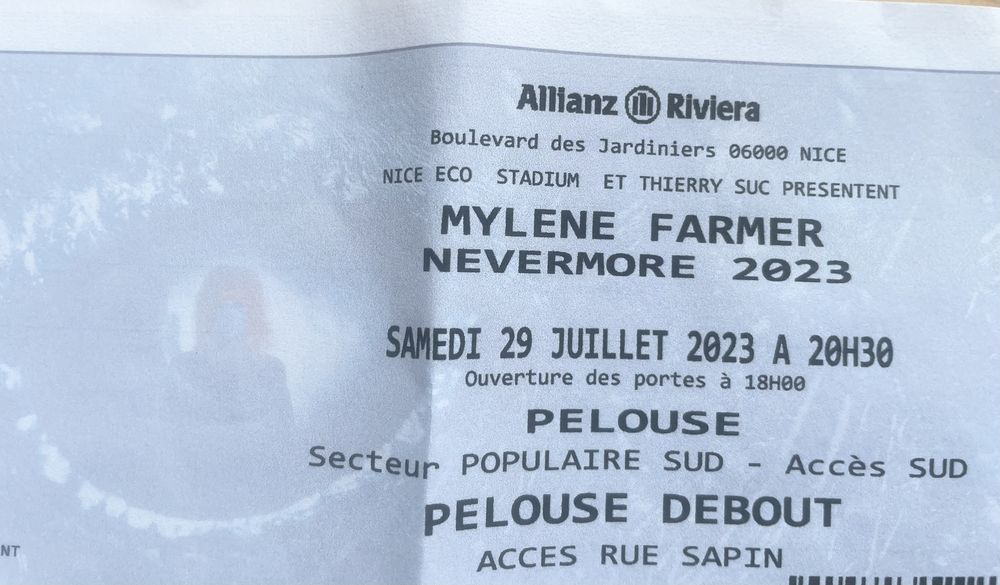 Allianz Riviera
Boulevard des Jardiniers 06000 NICE
NICE ECO STADIUM ET THIERRY SUC PRESENTENT
MYLENE FARMER
NEVERMORE 2023
SAMEDI 29 JUILLET 2023 A 20H30
Ouverture des portes à 18H00
PELOUSE
Secteur POPULAIRE SUD - Accès SUD
PELOUSE DEBOUT
NT
ACCES RUE SAPIN